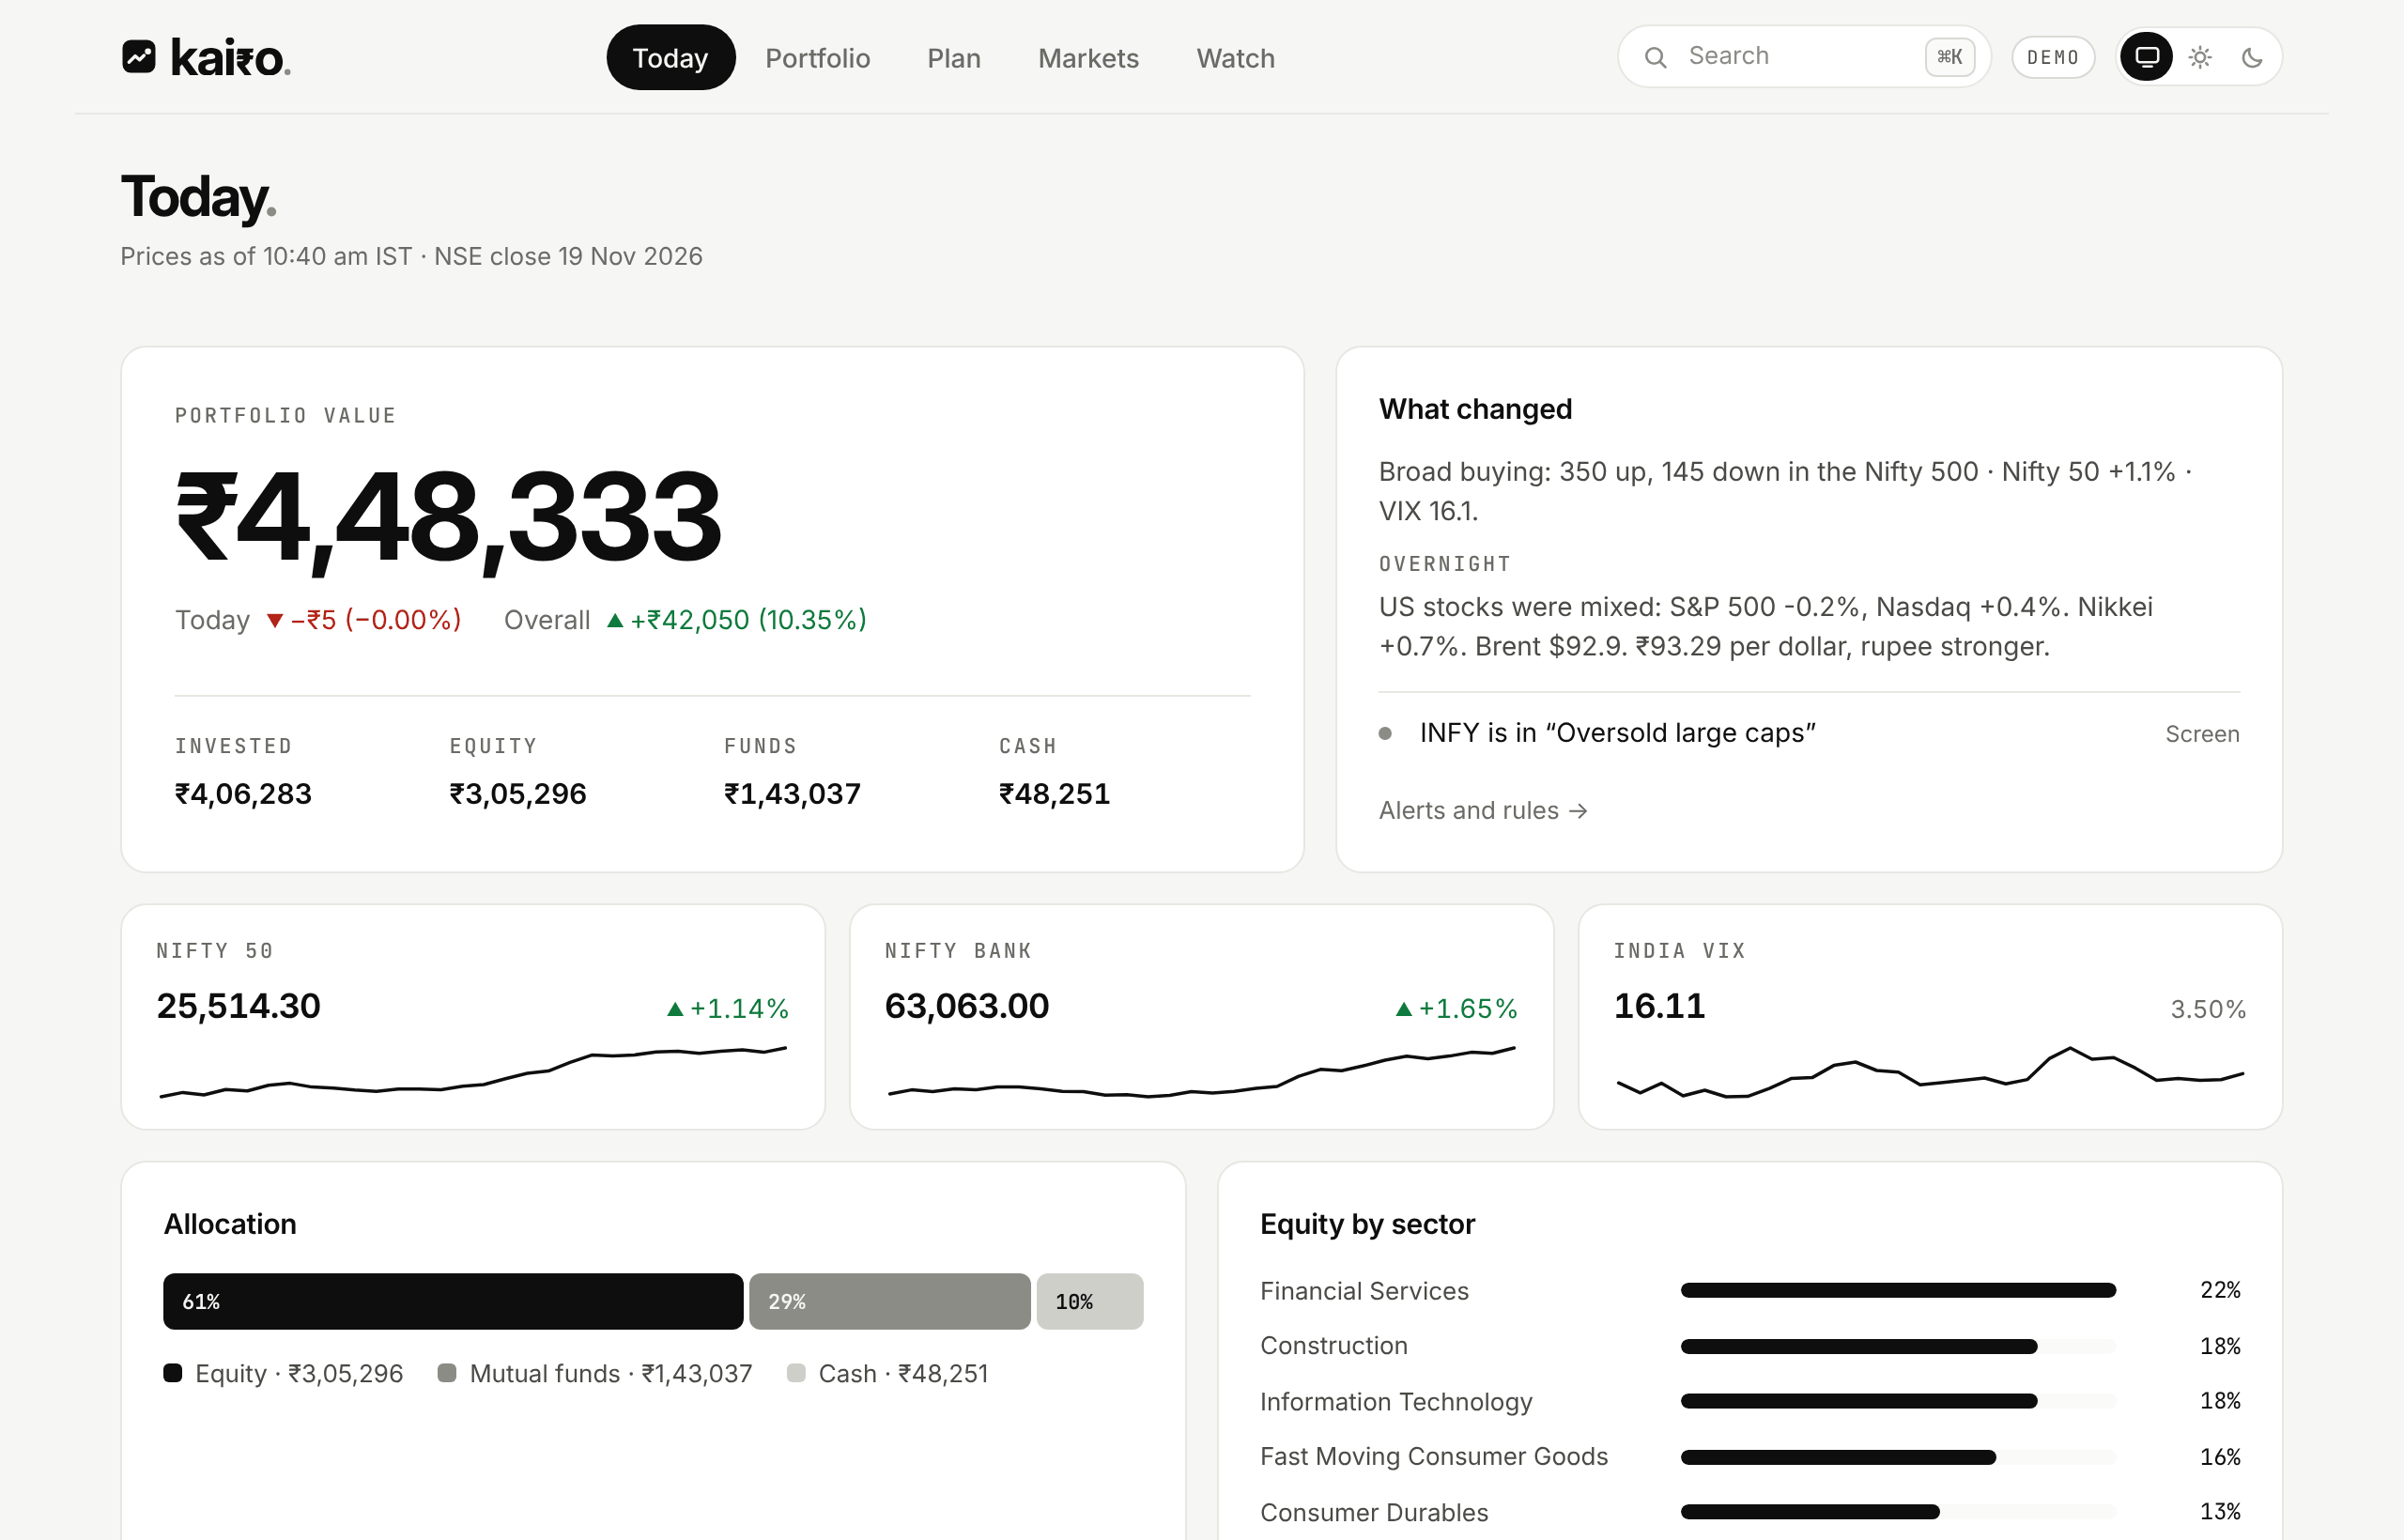 kai₹o.
Today
Portfolio
Plan
Markets
Watch
Search
⌘K
DEMO
Today.
Prices as of 10:40 am IST · NSE close 19 Nov 2026
PORTFOLIO VALUE
₹4,48,333
Today ▼ −₹5 (−0.00%) Overall ▲ +₹42,050 (10.35%)
INVESTED
₹4,06,283
EQUITY
₹3,05,296
FUNDS
₹1,43,037
CASH
₹48,251
What changed
Broad buying: 350 up, 145 down in the Nifty 500 · Nifty 50 +1.1% ·
VIX 16.1.
OVERNIGHT
US stocks were mixed: S&P 500 -0.2%, Nasdaq +0.4%. Nikkei
+0.7%. Brent $92.9. ₹93.29 per dollar, rupee stronger.
INFY is in “Oversold large caps”
Screen
Alerts and rules →
NIFTY 50
25,514.30
▲ +1.14%
NIFTY BANK
63,063.00
▲ +1.65%
INDIA VIX
16.11
3.50%
Allocation
61%
29%
10%
Equity · ₹3,05,296
Mutual funds · ₹1,43,037
Cash · ₹48,251
Equity by sector
Financial Services 22%
Construction 18%
Information Technology 18%
Fast Moving Consumer Goods 16%
Consumer Durables 13%